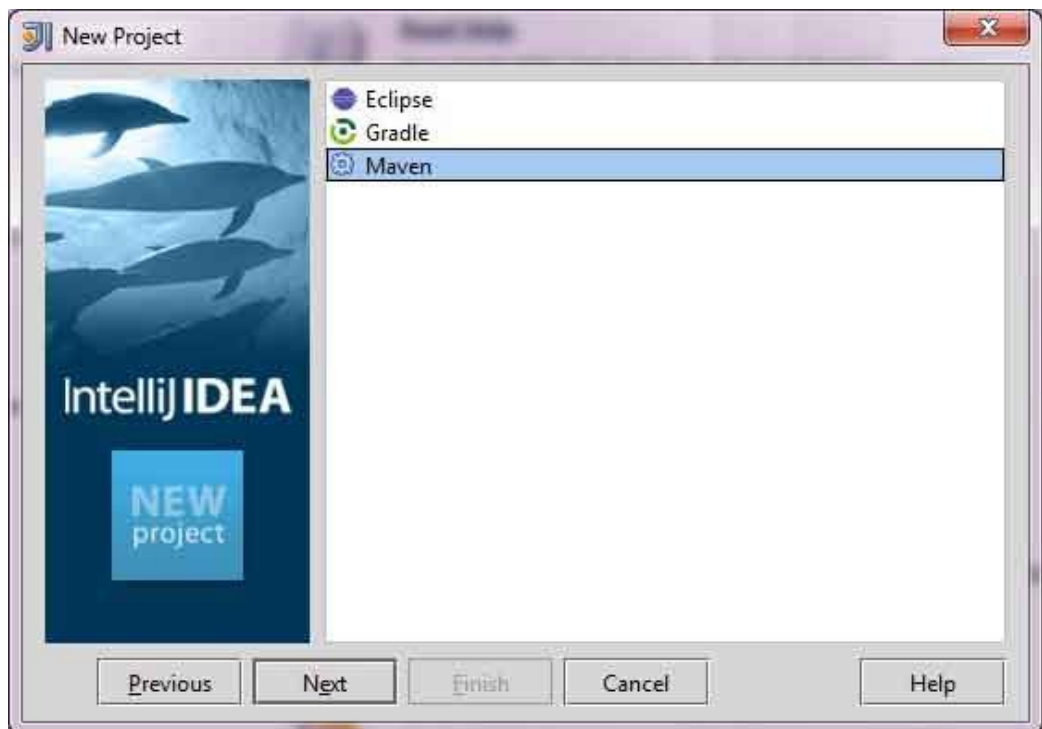 New Project
Eclipse
Gradle
Maven
IntelliJ IDEA
NEW
project
Previous
Next
Finish
Cancel
Help